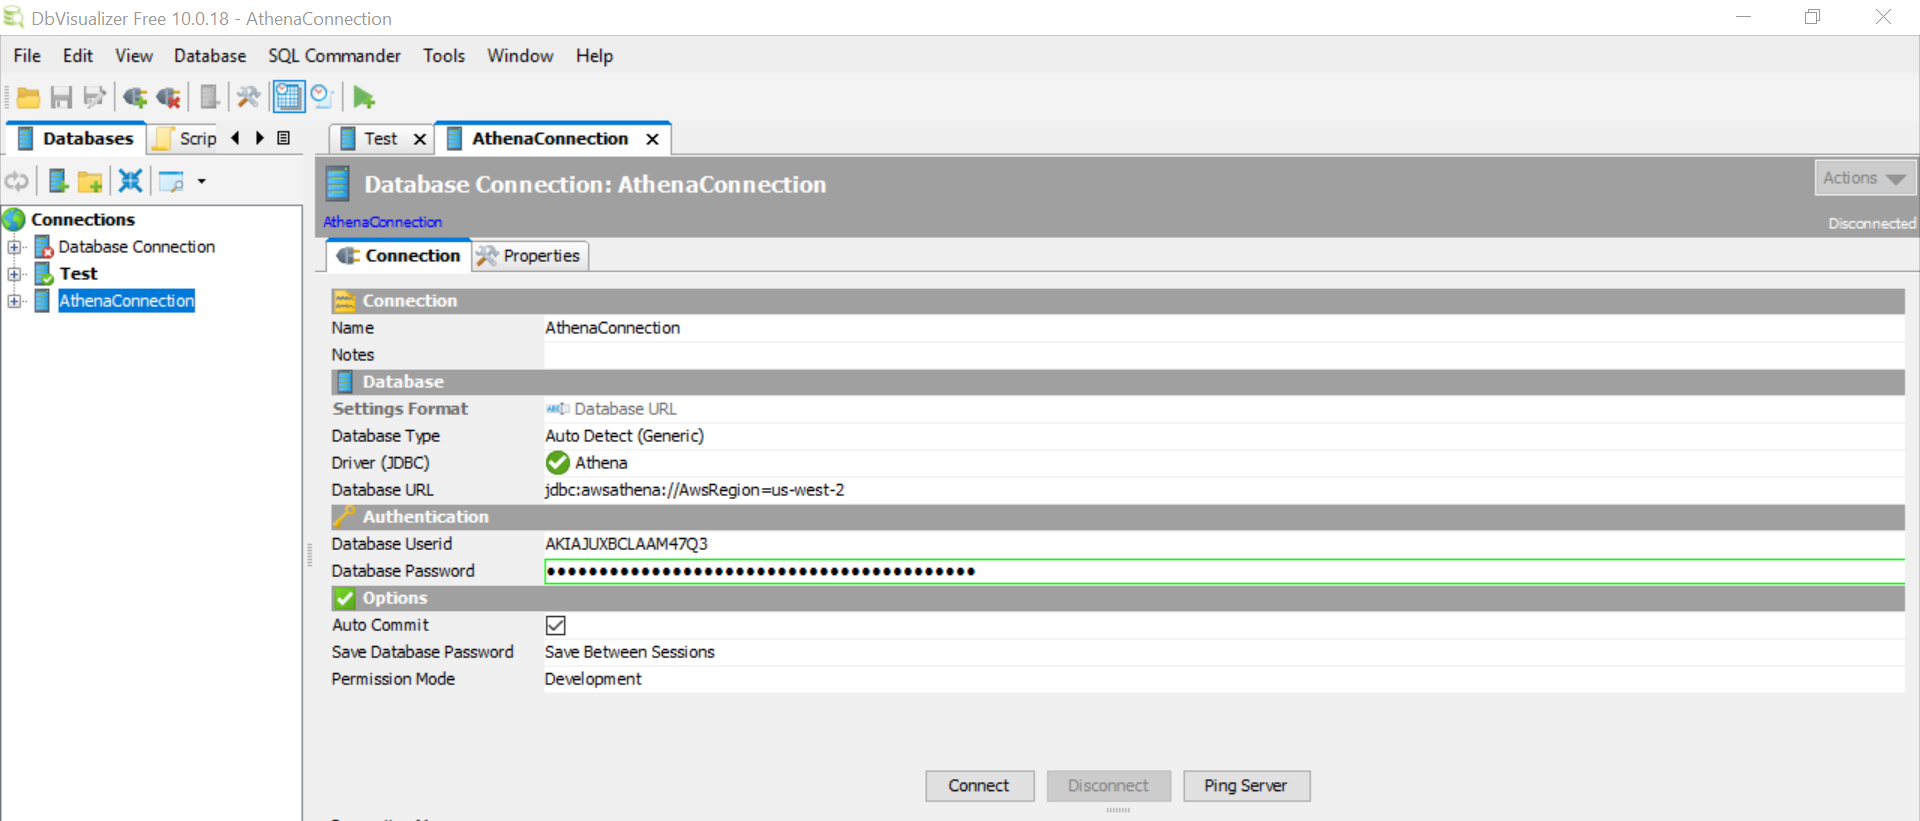 DbVisualizer Free 10.0.18 - AthenaConnection
File Edit View Database SQL Commander Tools Window Help
Databases Scrip Test AthenaConnection
Connections
Database Connection
Test
AthenaConnection
Database Connection: AthenaConnection
Actions
AthenaConnection
Disconnected
Connection Properties
Connection
Name AthenaConnection
Notes
Database
Settings Format Database URL
Database Type Auto Detect (Generic)
Driver (JDBC) Athena
Database URL jdbc:awsathena://AwsRegion=us-west-2
Authentication
Database Userid AKIAJUXBCLAAM47Q3
Database Password ●●●●●●●●●●●●●●●●●●●●●●●●●●●●●●●●●●●●●●●●
Options
Auto Commit
Save Database Password Save Between Sessions
Permission Mode Development
Connect Disconnect Ping Server